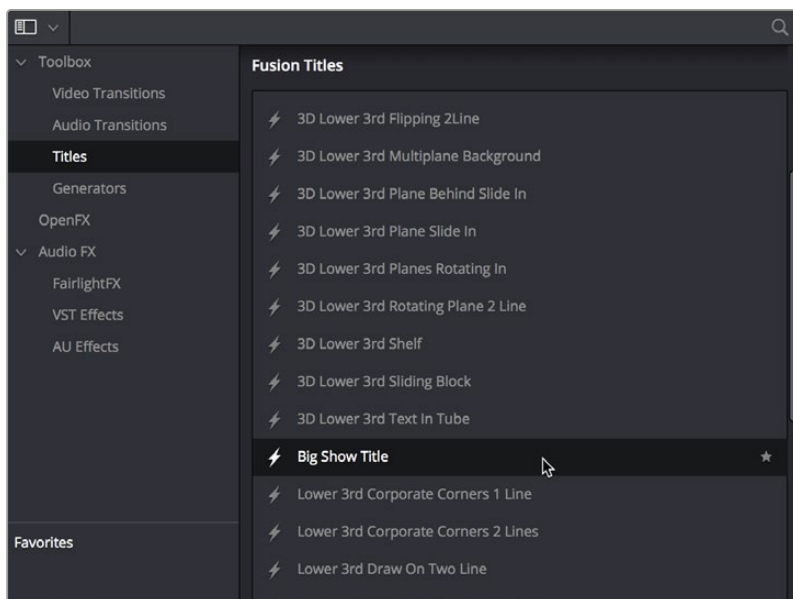 Toolbox
Video Transitions
Audio Transitions
Titles
Generators
OpenFX
Audio FX
FairlightFX
VST Effects
AU Effects
Favorites
Fusion Titles
3D Lower 3rd Flipping 2Line
3D Lower 3rd Multiplane Background
3D Lower 3rd Plane Behind Slide In
3D Lower 3rd Plane Slide In
3D Lower 3rd Planes Rotating In
3D Lower 3rd Rotating Plane 2 Line
3D Lower 3rd Shelf
3D Lower 3rd Sliding Block
3D Lower 3rd Text In Tube
Big Show Title
Lower 3rd Corporate Corners 1 Line
Lower 3rd Corporate Corners 2 Lines
Lower 3rd Draw On Two Line